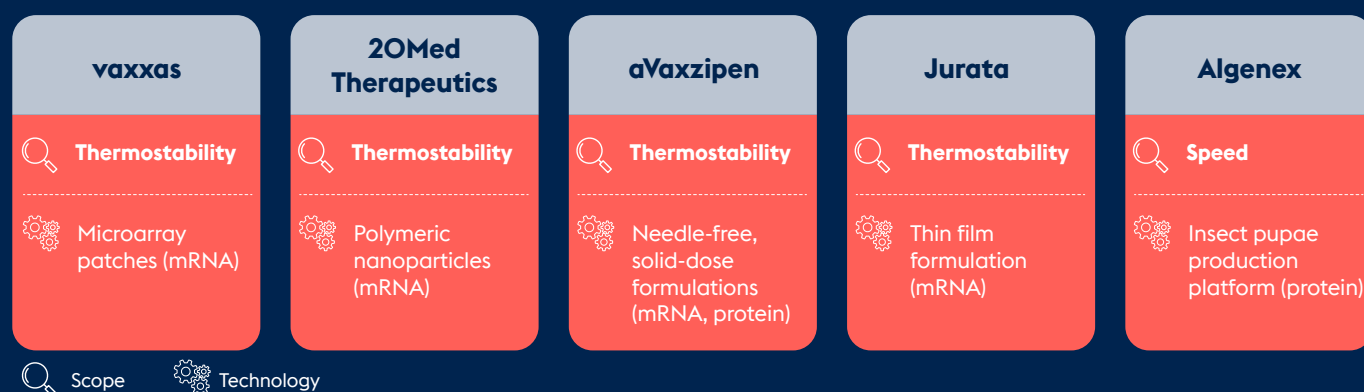 vaxxas
Thermostability
Microarray
patches (mRNA)
20Med
Therapeutics
Thermostability
Polymeric
nanoparticles
(mRNA)
aVaxzipen
Thermostability
Needle-free,
solid-dose
formulations
(mRNA, protein)
Jurata
Thermostability
Thin film
formulation
(mRNA)
Algenex
Speed
Insect pupae
production
platform (protein)
Scope
Technology